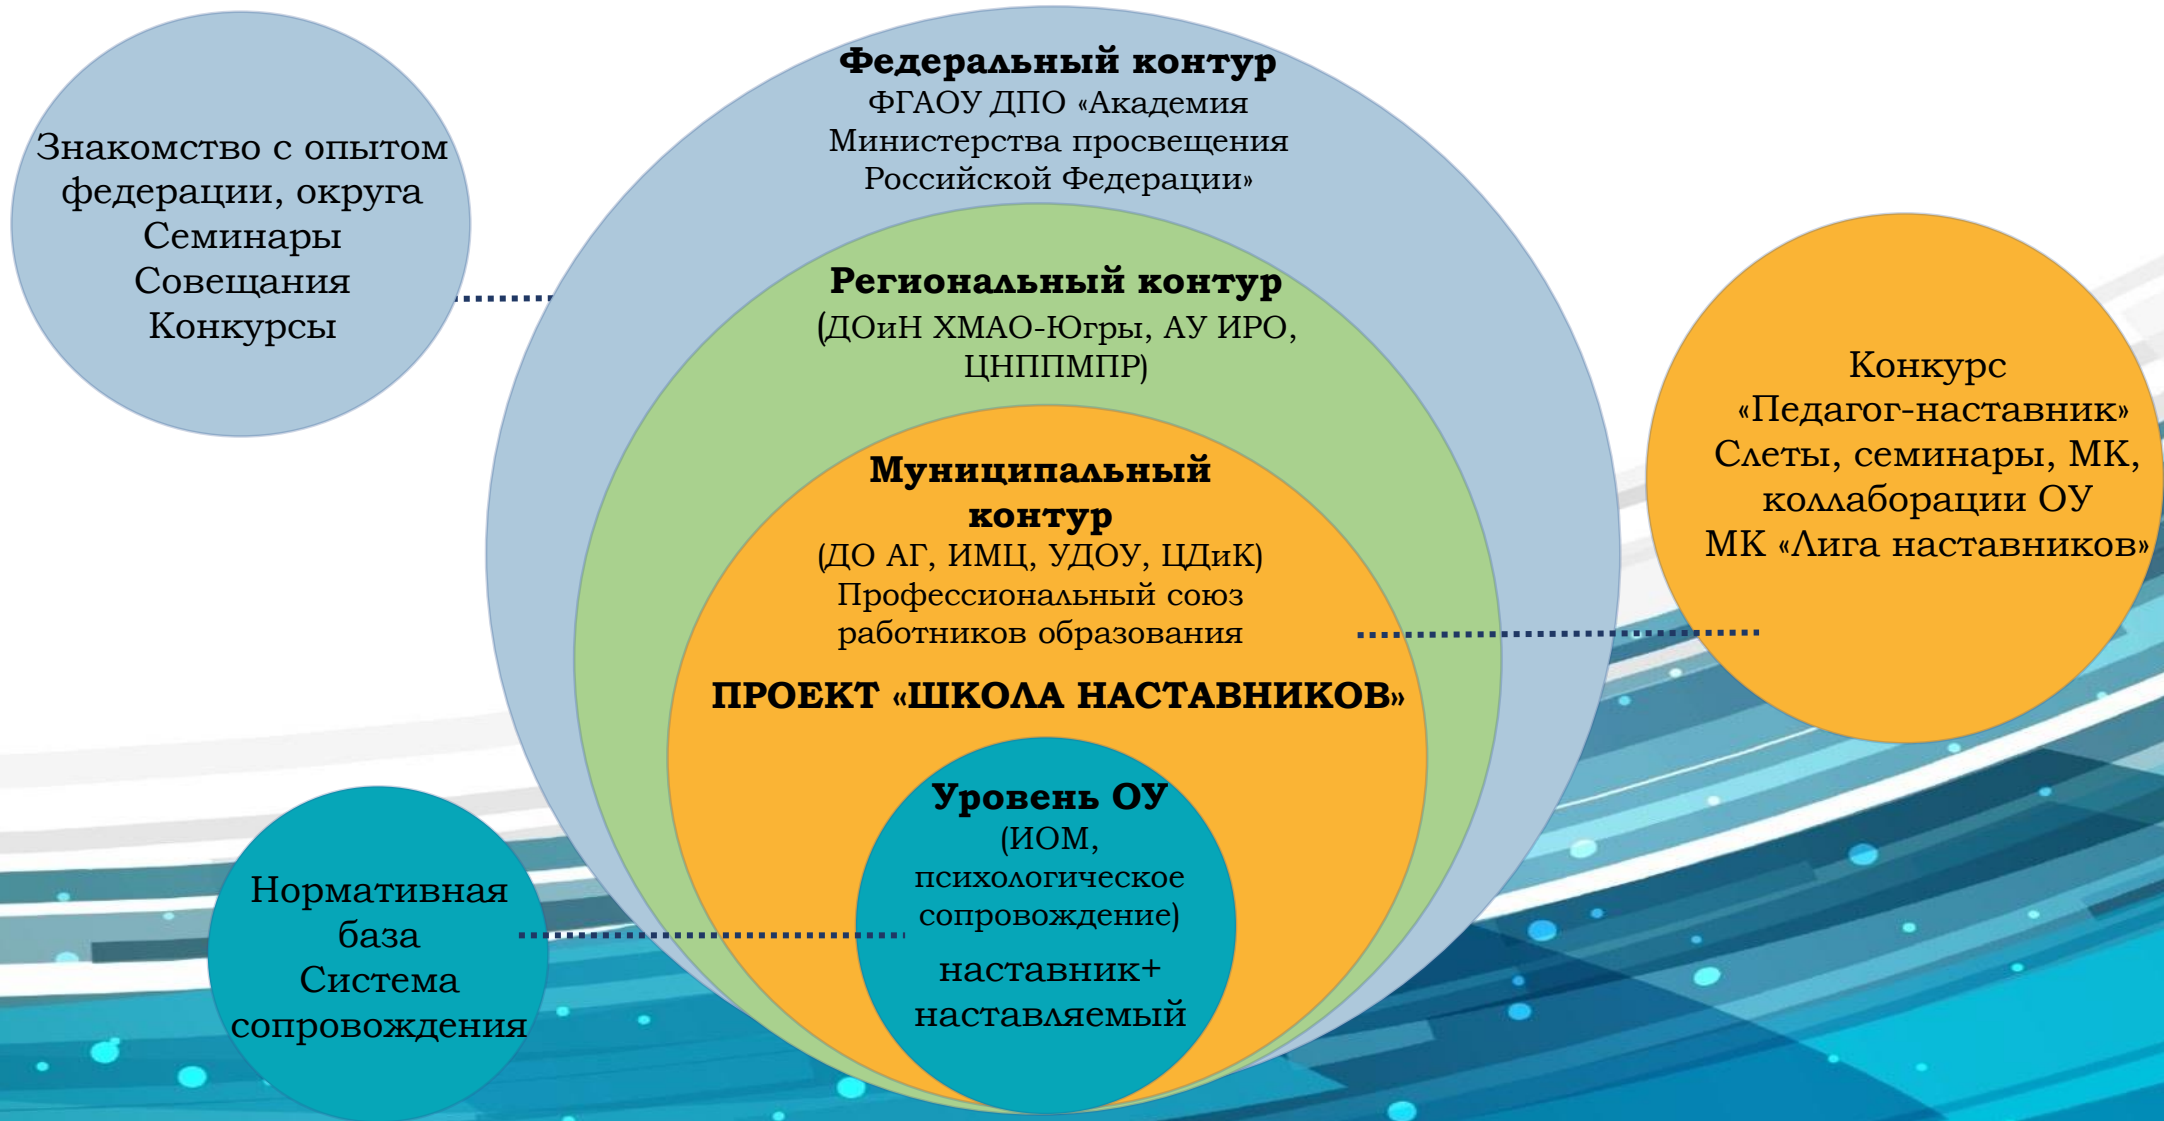 Знакомство с опытом
федерации, округа
Семинары
Совещания
Конкурсы
Федеральный контур
ФГАОУ ДПО «Академия
Министерства просвещения
Российской Федерации»
Региональный контур
(ДОиН ХМАО-Югры, АУ ИРО,
ЦНППМПР)
Муниципальный
контур
(ДО АГ, ИМЦ, УДОУ, ЦДиК)
Профессиональный союз
работников образования
ПРОЕКТ «ШКОЛА НАСТАВНИКОВ»
Уровень ОУ
(ИОМ,
психологическое
сопровождение)
наставник+
наставляемый
Конкурс
«Педагог-наставник»
Слеты, семинары, МК,
коллаборации ОУ
МК «Лига наставников»
Нормативная
база
Система
сопровождения